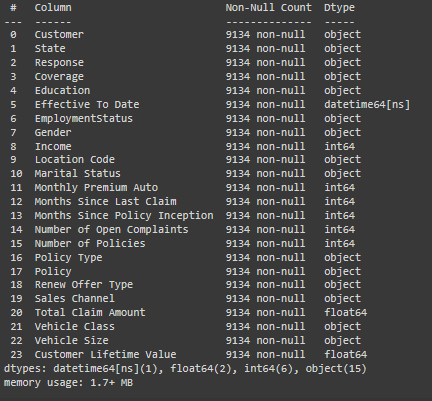 #   Column                         Non-Null Count  Dtype
---  ------                         --------------  -----
 0   Customer                       9134 non-null   object
 1   State                          9134 non-null   object
 2   Response                       9134 non-null   object
 3   Coverage                       9134 non-null   object
 4   Education                      9134 non-null   object
 5   Effective To Date              9134 non-null   datetime64[ns]
 6   EmploymentStatus               9134 non-null   object
 7   Gender                         9134 non-null   object
 8   Income                         9134 non-null   int64
 9   Location Code                  9134 non-null   object
 10  Marital Status                 9134 non-null   object
 11  Monthly Premium Auto           9134 non-null   int64
 12  Months Since Last Claim        9134 non-null   int64
 13  Months Since Policy Inception  9134 non-null   int64
 14  Number of Open Complaints      9134 non-null   int64
 15  Number of Policies             9134 non-null   int64
 16  Policy Type                    9134 non-null   object
 17  Policy                         9134 non-null   object
 18  Renew Offer Type               9134 non-null   object
 19  Sales Channel                  9134 non-null   object
 20  Total Claim Amount             9134 non-null   float64
 21  Vehicle Class                  9134 non-null   object
 22  Vehicle Size                   9134 non-null   object
 23  Customer Lifetime Value        9134 non-null   float64
dtypes: datetime64[ns](1), float64(2), int64(6), object(15)
memory usage: 1.7+ MB